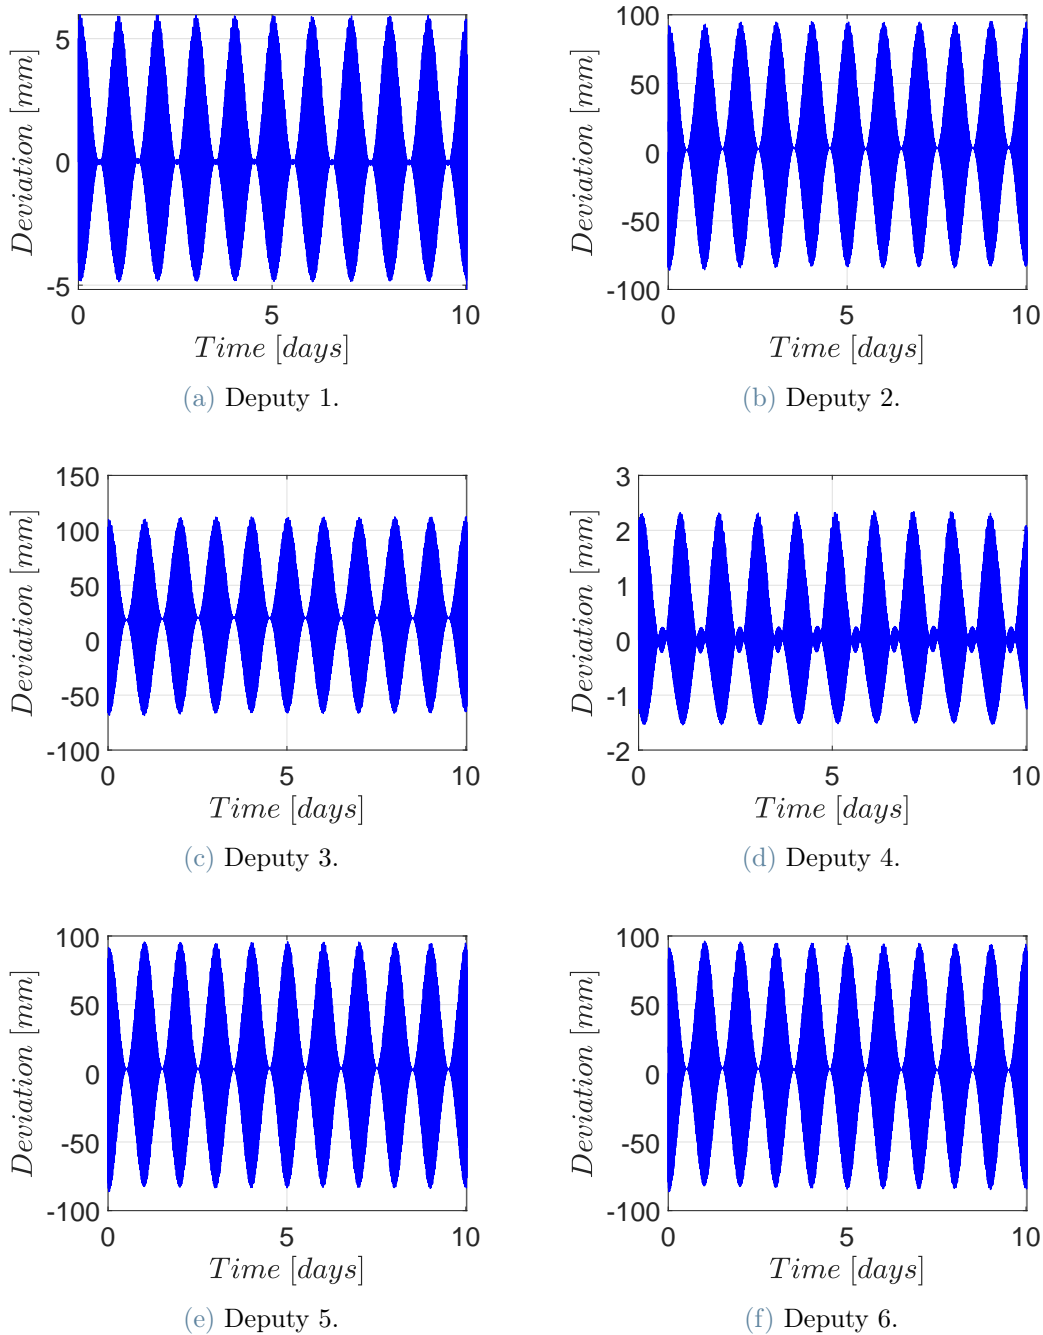 5
0
-5
Deviation [mm]
0 5 10
Time [days]
(a) Deputy 1.
100
50
0
-50
-100
Deviation [mm]
0 5 10
Time [days]
(b) Deputy 2.
150
100
50
0
-50
-100
Deviation [mm]
0 5 10
Time [days]
(c) Deputy 3.
3
2
1
0
-1
-2
Deviation [mm]
0 5 10
Time [days]
(d) Deputy 4.
100
50
0
-50
-100
Deviation [mm]
0 5 10
Time [days]
(e) Deputy 5.
100
50
0
-50
-100
Deviation [mm]
0 5 10
Time [days]
(f) Deputy 6.